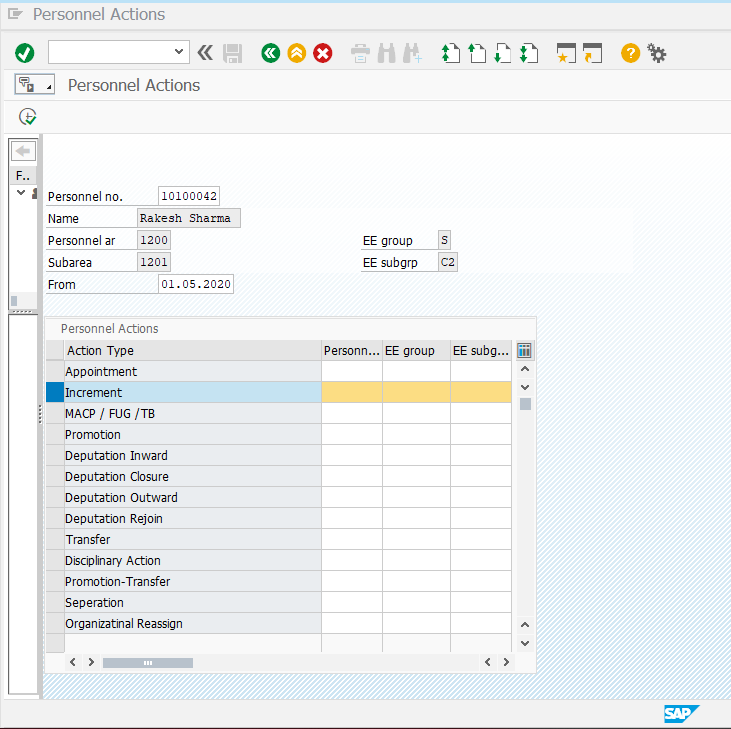 Personnel Actions
Personnel Actions
F..
Personnel no. 10100042
Name Rakesh Sharma
Personnel ar 1200 EE group S
Subarea 1201 EE subgrp C2
From 01.05.2020
Personnel Actions
Action Type Personn... EE group EE subg...
Appointment
Increment
MACP / FUG /TB
Promotion
Deputation Inward
Deputation Closure
Deputation Outward
Deputation Rejoin
Transfer
Disciplinary Action
Promotion-Transfer
Seperation
Organizatinal Reassign
SAP